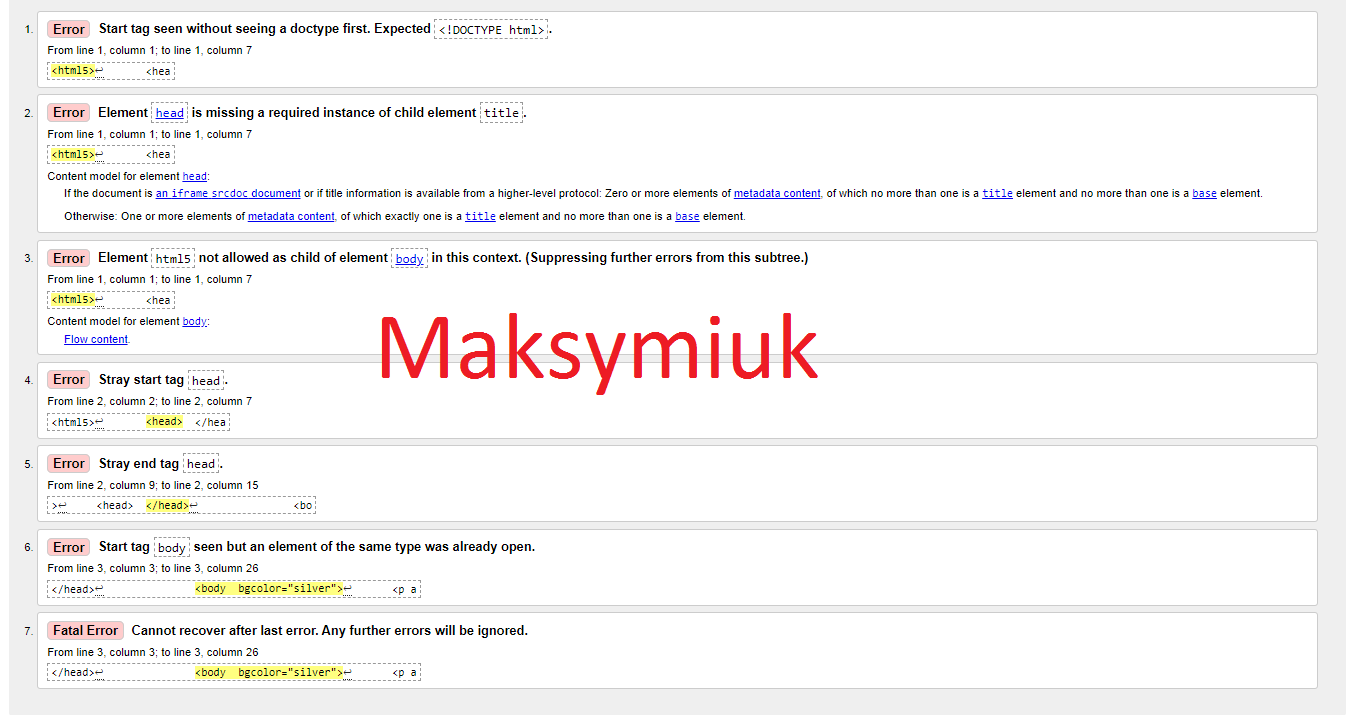 1. Error Start tag seen without seeing a doctype first. Expected <!DOCTYPE html>.
From line 1, column 1; to line 1, column 7
<html5>↩ <hea
2. Error Element head is missing a required instance of child element title.
From line 1, column 1; to line 1, column 7
<html5>↩ <hea
Content model for element head:
If the document is an iframe srcdoc document or if title information is available from a higher-level protocol: Zero or more elements of metadata content, of which no more than one is a title element and no more than one is a base element.
Otherwise: One or more elements of metadata content, of which exactly one is a title element and no more than one is a base element.
3. Error Element html5 not allowed as child of element body in this context. (Suppressing further errors from this subtree.)
From line 1, column 1; to line 1, column 7
<html5>↩ <hea
Content model for element body:
Flow content.
Maksymiuk
4. Error Stray start tag head.
From line 2, column 2; to line 2, column 7
<html5>↩ <head> </hea
5. Error Stray end tag head.
From line 2, column 9; to line 2, column 15
>↩ <head> </head>↩ <bo
6. Error Start tag body seen but an element of the same type was already open.
From line 3, column 3; to line 3, column 26
</head>↩ <body bgcolor="silver">↩ <p a
7. Fatal Error Cannot recover after last error. Any further errors will be ignored.
From line 3, column 3; to line 3, column 26
</head>↩ <body bgcolor="silver">↩ <p a